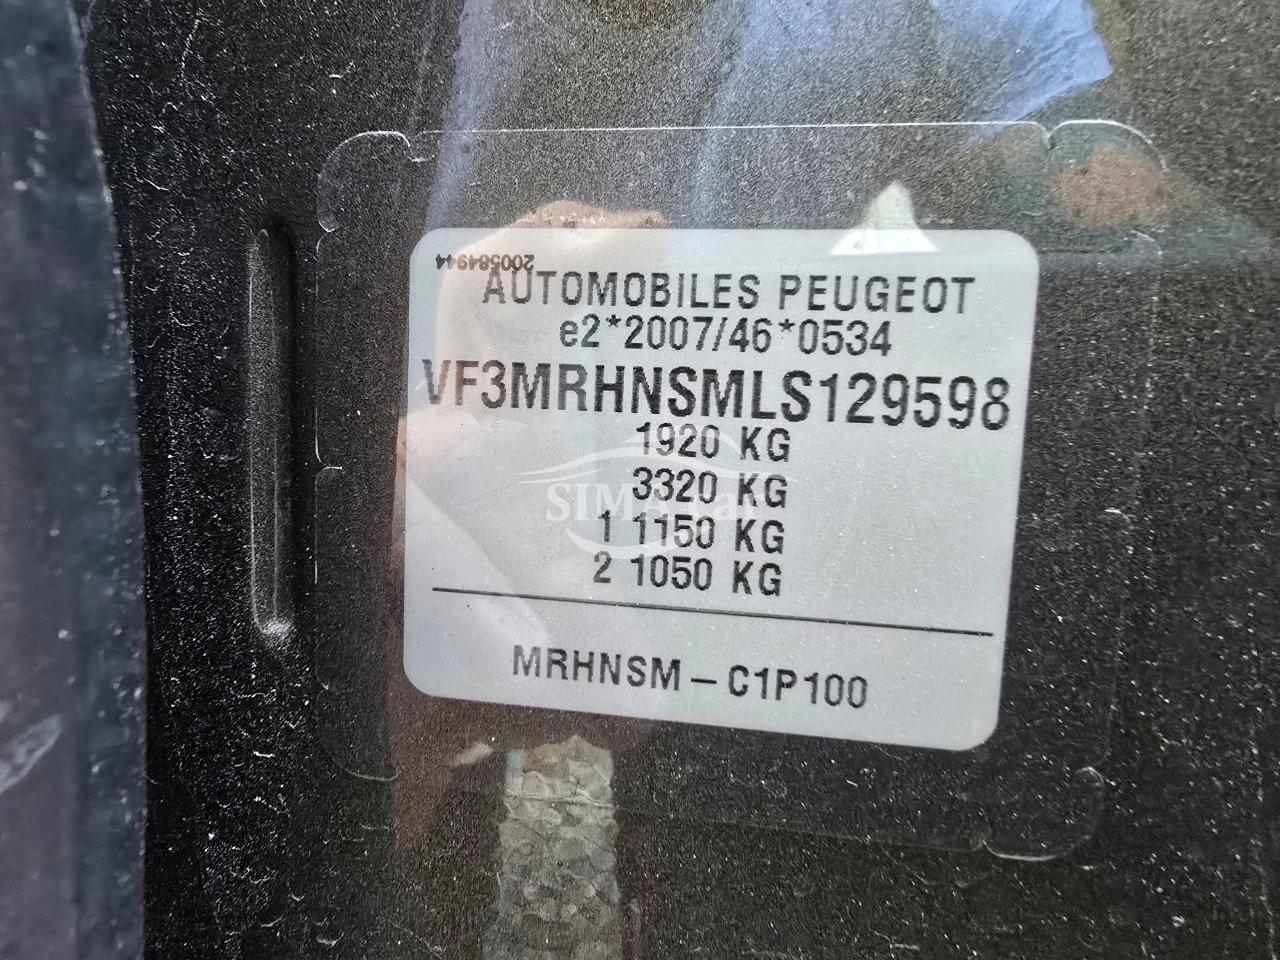 200584944
AUTOMOBILES PEUGEOT
e2*2007/46*0534
VF3MRHNSMLS129598
1920 KG
3320 KG
1 1150 KG
2 1050 KG
MRHNSM – C1P100